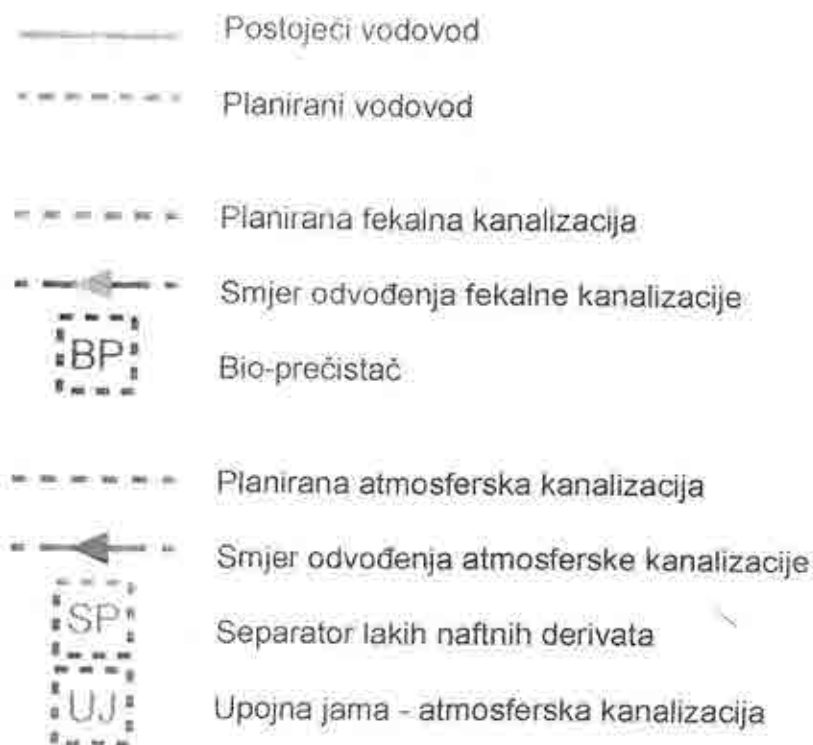 Postojeći vodovod
Planirani vodovod
Planirana fekalna kanalizacija
Smjer odvođenja fekalne kanalizacije
BP Bio-prečistač
Planirana atmosferska kanalizacija
Smjer odvođenja atmosferske kanalizacije
SP Separator lakih naftnih derivata
UJ Upojna jama - atmosferska kanalizacija